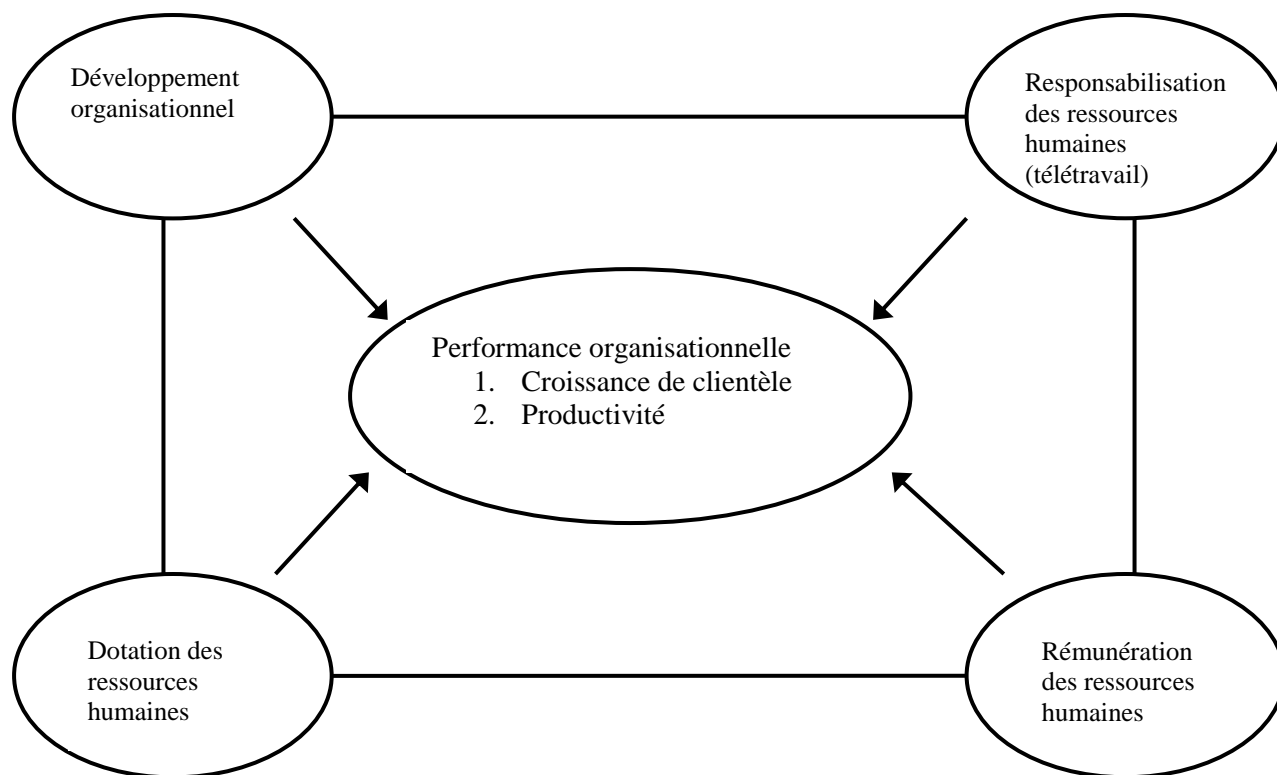 Développement
organisationnel
Responsabilisation
des ressources
humaines
(télétravail)
Performance organisationnelle
1. Croissance de clientèle
2. Productivité
Dotation des
ressources
humaines
Rémunération
des ressources
humaines